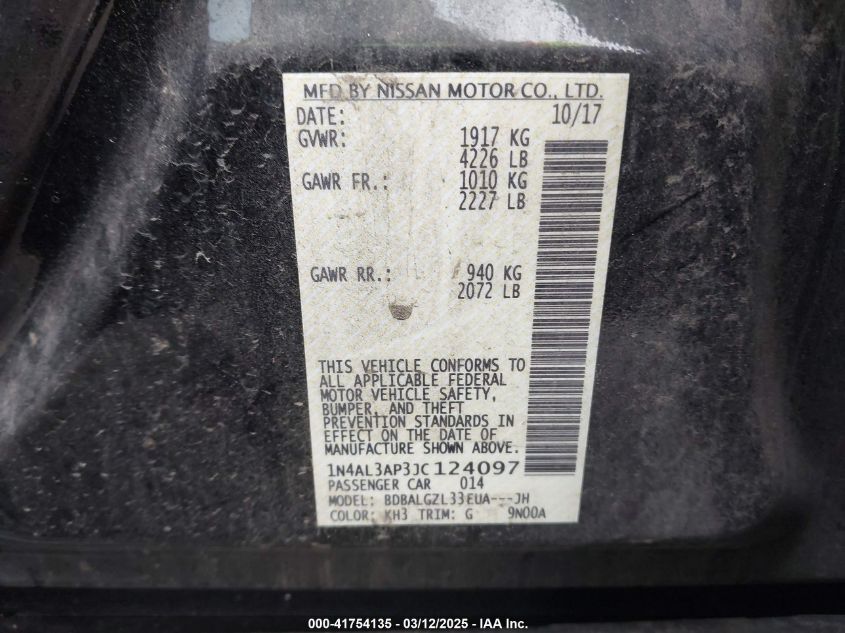 MFD BY NISSAN MOTOR CO., LTD.
DATE: 10/17
GVWR: 1917 KG
4226 LB
GAWR FR.: 1010 KG
2227 LB
GAWR RR.: 940 KG
2072 LB
THIS VEHICLE CONFORMS TO
ALL APPLICABLE FEDERAL
MOTOR VEHICLE SAFETY,
BUMPER, AND THEFT
PREVENTION STANDARDS IN
EFFECT ON THE DATE OF
MANUFACTURE SHOWN ABOVE.
1N4AL3AP3JC124097
PASSENGER CAR 014
MODEL: BDBALGZL33EUA---JH
COLOR: KH3 TRIM: G 9N00A
000-41754135 - 03/12/2025 - IAA Inc.